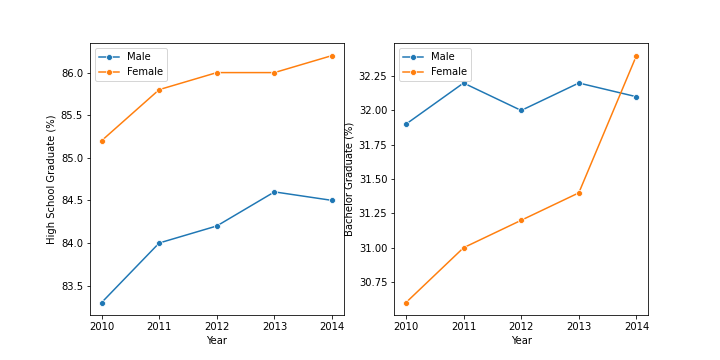 Male
Female
86.0
85.5
85.0
84.5
84.0
83.5
High School Graduate (%)
2010 2011 2012 2013 2014
Year
Male
Female
32.25
32.00
31.75
31.50
31.25
31.00
30.75
Bachelor Graduate (%)
2010 2011 2012 2013 2014
Year